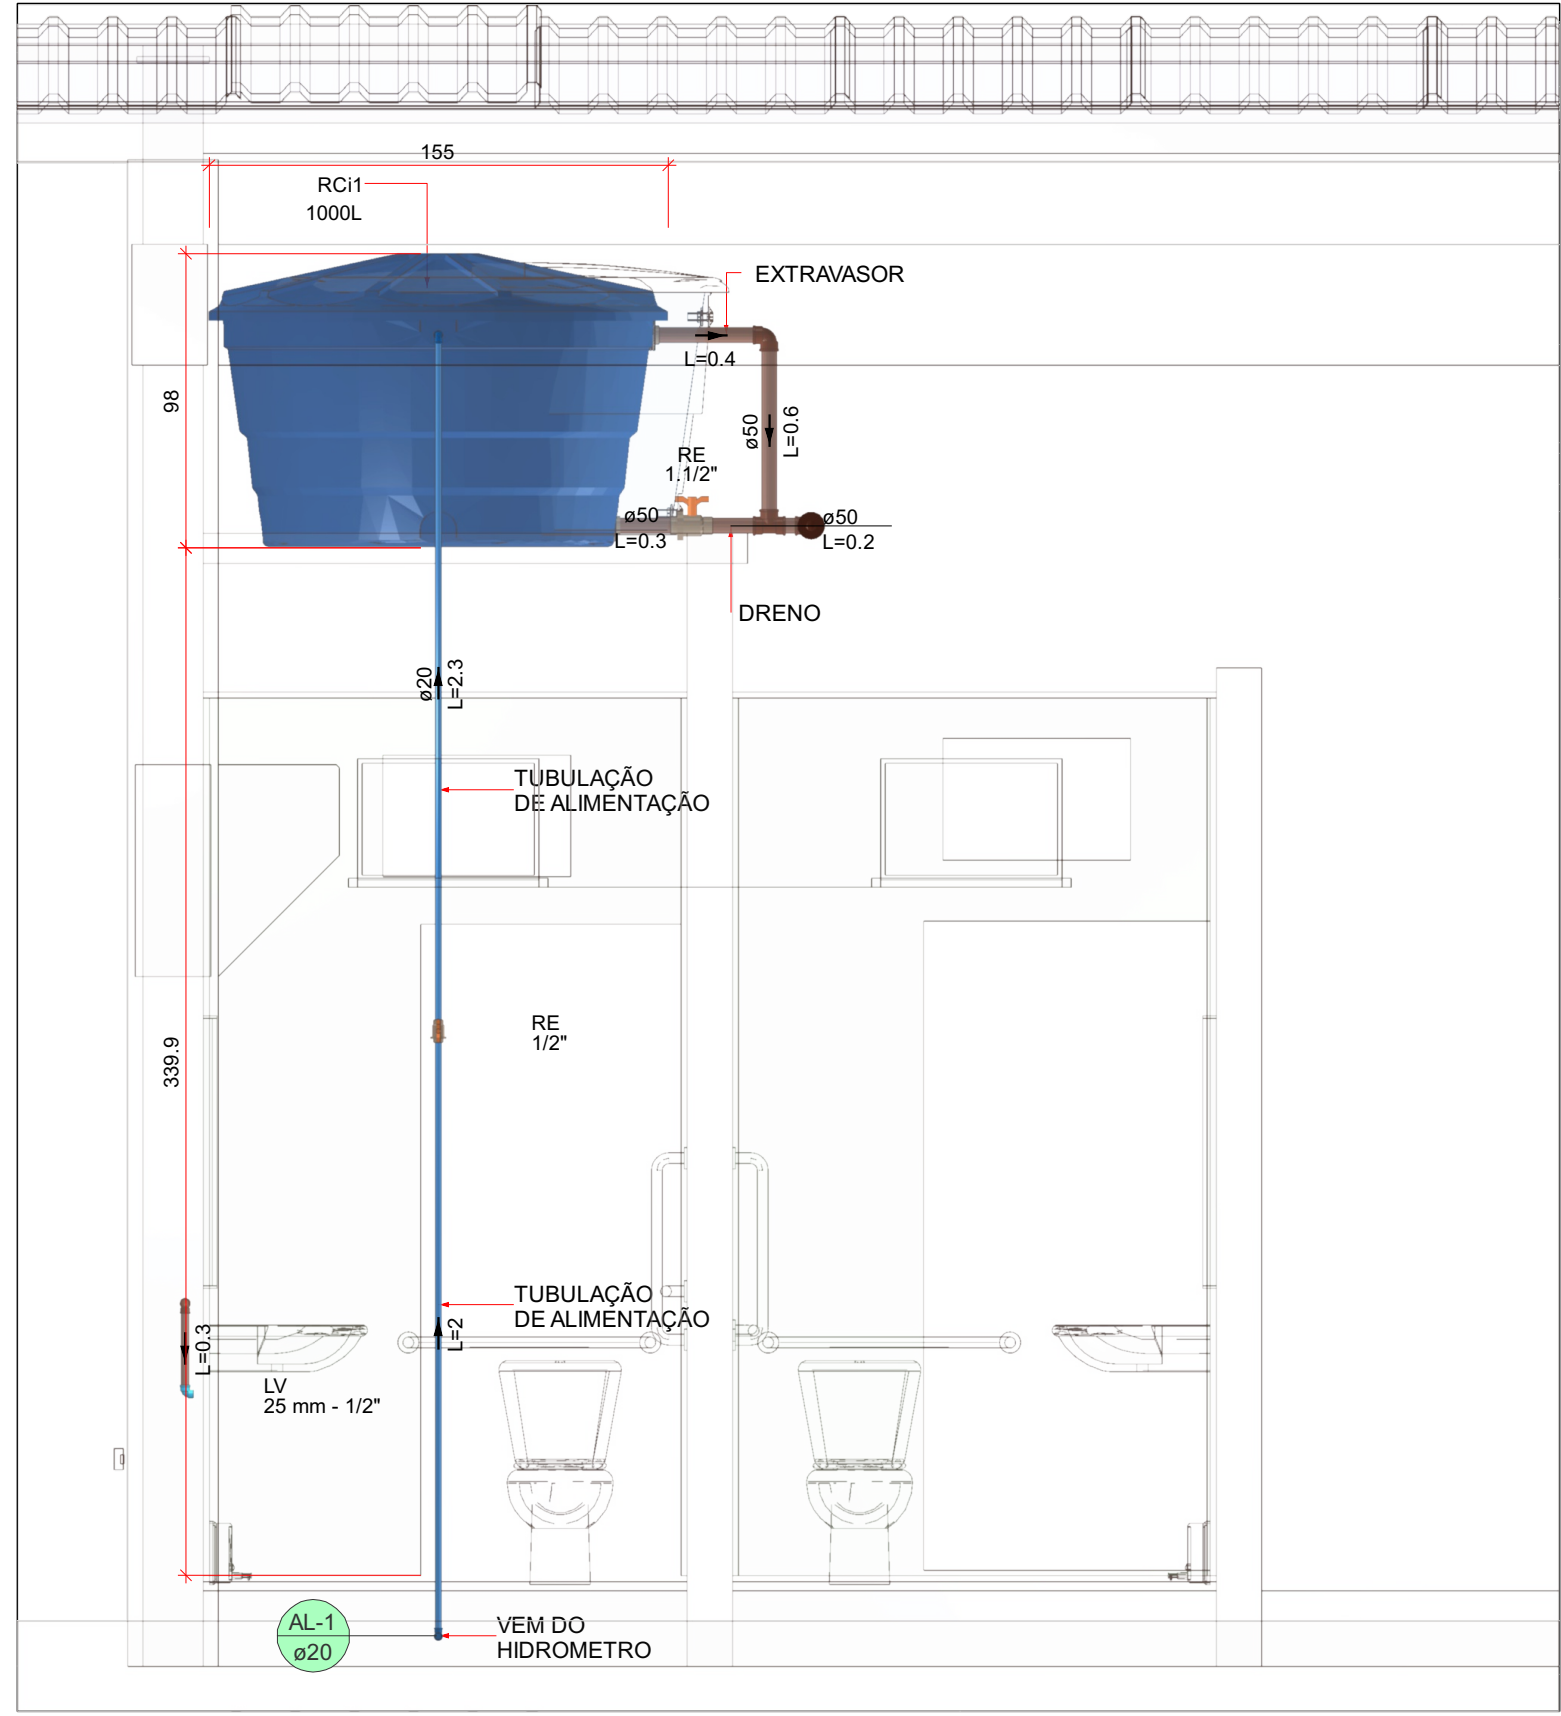 155
RCi1
1000L
EXTRAVASOR
L=0.4
98
ø50
L=0.6
RE
1.1/2"
ø50
L=0.3
ø50
L=0.2
DRENO
ø20
L=2.3
TUBULAÇÃO
DE ALIMENTAÇÃO
RE
1/2"
339.9
TUBULAÇÃO
DE ALIMENTAÇÃO
L=2
L=0.3
LV
25 mm - 1/2"
AL-1
ø20
VEM DO
HIDROMETRO